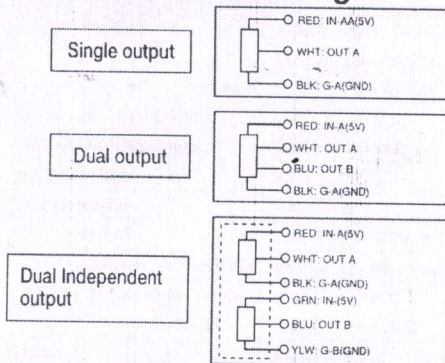 Single output
RED: IN-AA(5V)
WHT: OUT A
BLK: G-A(GND)
Dual output
RED: IN-A(5V)
WHT: OUT A
BLU: OUT B
BLK: G-A(GND)
Dual Independent
output
RED: IN-A(5V)
WHT: OUT A
BLK: G-A(GND)
GRN: IN-(5V)
BLU: OUT B
YLW: G-B(GND)